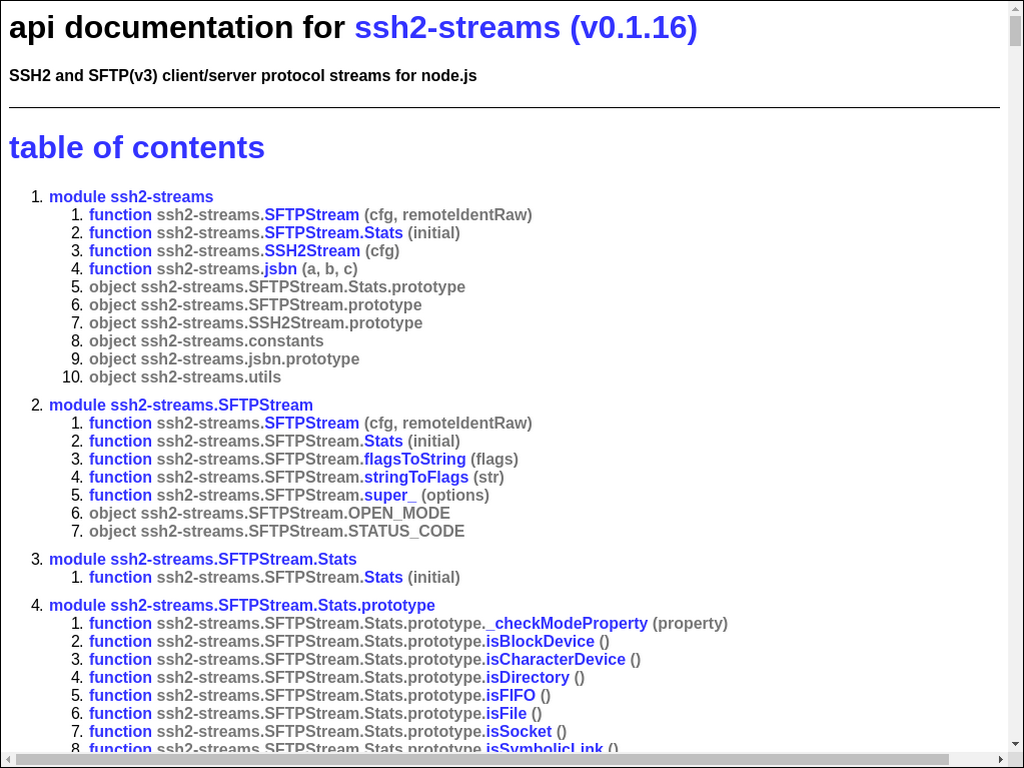 api documentation for ssh2-streams (v0.1.16)
SSH2 and SFTP(v3) client/server protocol streams for node.js
table of contents
1. module ssh2-streams
1. function ssh2-streams.SFTPStream (cfg, remoteIdentRaw)
2. function ssh2-streams.SFTPStream.Stats (initial)
3. function ssh2-streams.SSH2Stream (cfg)
4. function ssh2-streams.jsbn (a, b, c)
5. object ssh2-streams.SFTPStream.Stats.prototype
6. object ssh2-streams.SFTPStream.prototype
7. object ssh2-streams.SSH2Stream.prototype
8. object ssh2-streams.constants
9. object ssh2-streams.jsbn.prototype
10. object ssh2-streams.utils
2. module ssh2-streams.SFTPStream
1. function ssh2-streams.SFTPStream (cfg, remoteIdentRaw)
2. function ssh2-streams.SFTPStream.Stats (initial)
3. function ssh2-streams.SFTPStream.flagsToString (flags)
4. function ssh2-streams.SFTPStream.stringToFlags (str)
5. function ssh2-streams.SFTPStream.super_ (options)
6. object ssh2-streams.SFTPStream.OPEN_MODE
7. object ssh2-streams.SFTPStream.STATUS_CODE
3. module ssh2-streams.SFTPStream.Stats
1. function ssh2-streams.SFTPStream.Stats (initial)
4. module ssh2-streams.SFTPStream.Stats.prototype
1. function ssh2-streams.SFTPStream.Stats.prototype._checkModeProperty (property)
2. function ssh2-streams.SFTPStream.Stats.prototype.isBlockDevice ()
3. function ssh2-streams.SFTPStream.Stats.prototype.isCharacterDevice ()
4. function ssh2-streams.SFTPStream.Stats.prototype.isDirectory ()
5. function ssh2-streams.SFTPStream.Stats.prototype.isFIFO ()
6. function ssh2-streams.SFTPStream.Stats.prototype.isFile ()
7. function ssh2-streams.SFTPStream.Stats.prototype.isSocket ()
8. function ssh2-streams.SFTPStream.Stats.prototype.isSymbolicLink ()